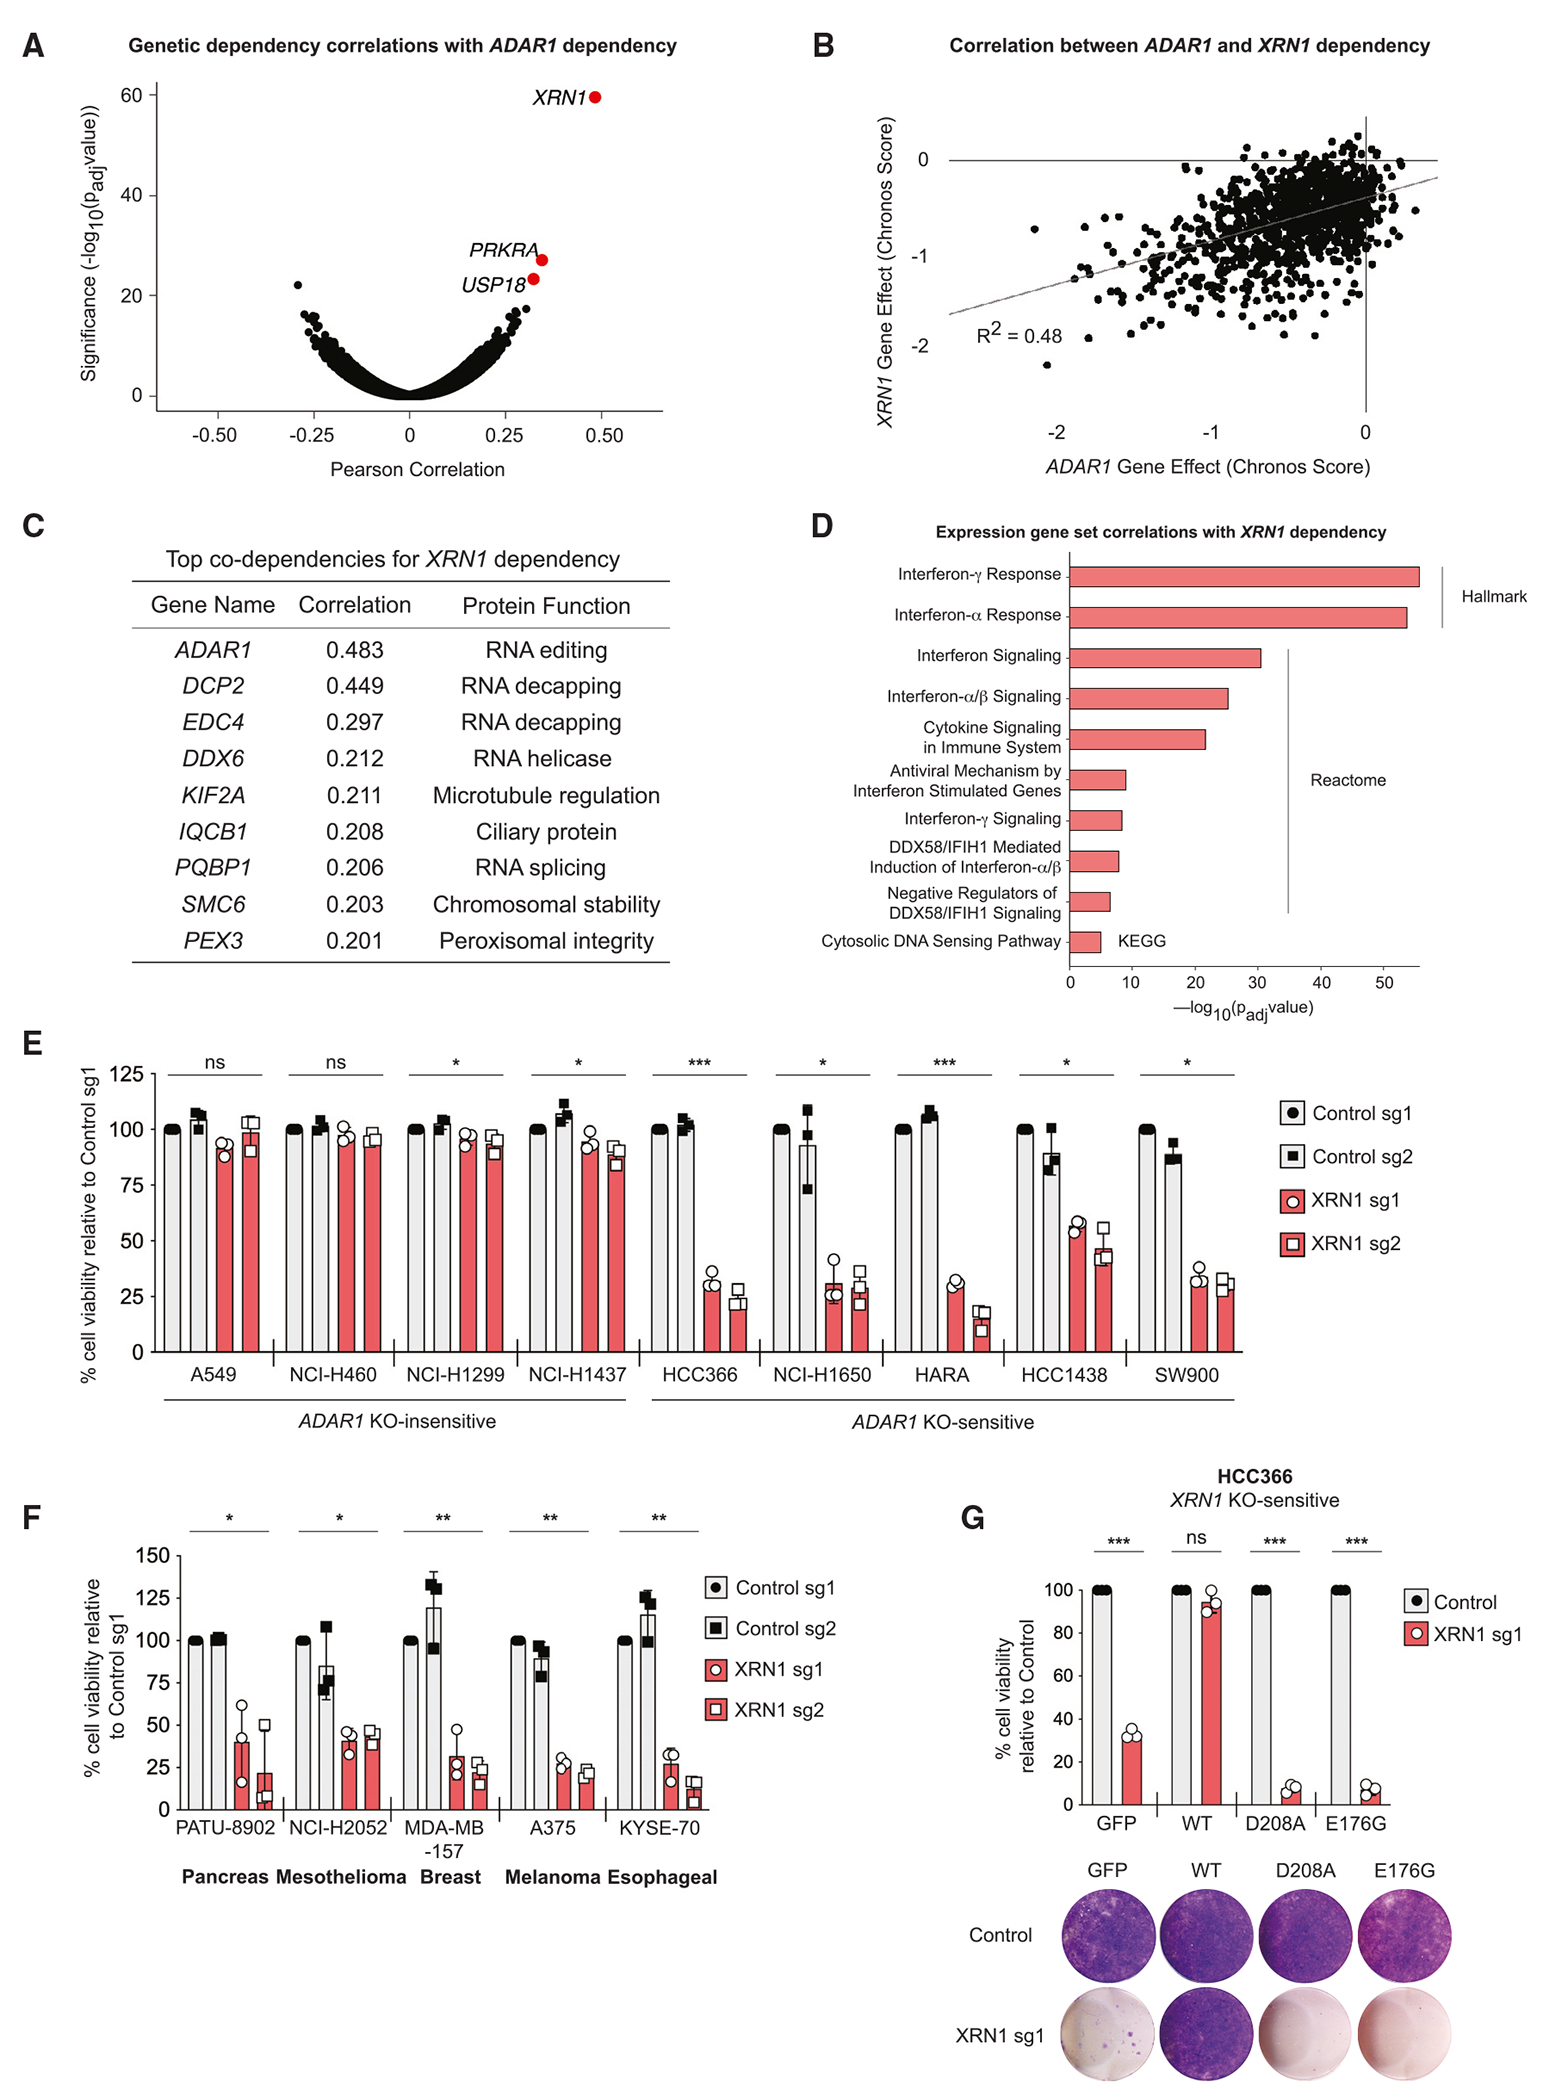 A
Genetic dependency correlations with ADAR1 dependency
Significance (-log10(padjvalue))
60
40
20
0
XRN1
PRKRA
USP18
-0.50 -0.25 0 0.25 0.50
Pearson Correlation
B
Correlation between ADAR1 and XRN1 dependency
XRN1 Gene Effect (Chronos Score)
0
-1
-2
R2 = 0.48
-2 -1 0
ADAR1 Gene Effect (Chronos Score)
C
Top co-dependencies for XRN1 dependency
Gene Name Correlation Protein Function
ADAR1 0.483 RNA editing
DCP2 0.449 RNA decapping
EDC4 0.297 RNA decapping
DDX6 0.212 RNA helicase
KIF2A 0.211 Microtubule regulation
IQCB1 0.208 Ciliary protein
PQBP1 0.206 RNA splicing
SMC6 0.203 Chromosomal stability
PEX3 0.201 Peroxisomal integrity
D
Expression gene set correlations with XRN1 dependency
Interferon-γ Response
Interferon-α Response
Hallmark
Interferon Signaling
Interferon-α/β Signaling
Cytokine Signaling
in Immune System
Antiviral Mechanism by
Interferon Stimulated Genes
Reactome
Interferon-γ Signaling
DDX58/IFIH1 Mediated
Induction of Interferon-α/β
Negative Regulators of
DDX58/IFIH1 Signaling
Cytosolic DNA Sensing Pathway
KEGG
0 10 20 30 40 50
—log10(padjvalue)
E
% cell viability relative to Control sg1
125
100
75
50
25
0
ns ns * * *** * *** * *
A549 NCI-H460 NCI-H1299 NCI-H1437 HCC366 NCI-H1650 HARA HCC1438 SW900
ADAR1 KO-insensitive
ADAR1 KO-sensitive
Control sg1
Control sg2
XRN1 sg1
XRN1 sg2
F
% cell viability relative
to Control sg1
150
125
100
75
50
25
0
* * ** ** **
PATU-8902 NCI-H2052 MDA-MB A375 KYSE-70
-157
Pancreas Mesothelioma Breast Melanoma Esophageal
Control sg1
Control sg2
XRN1 sg1
XRN1 sg2
G
HCC366
XRN1 KO-sensitive
*** ns *** ***
% cell viability
relative to Control
100
80
60
40
20
0
GFP WT D208A E176G
Control
XRN1 sg1
GFP WT D208A E176G
Control
XRN1 sg1